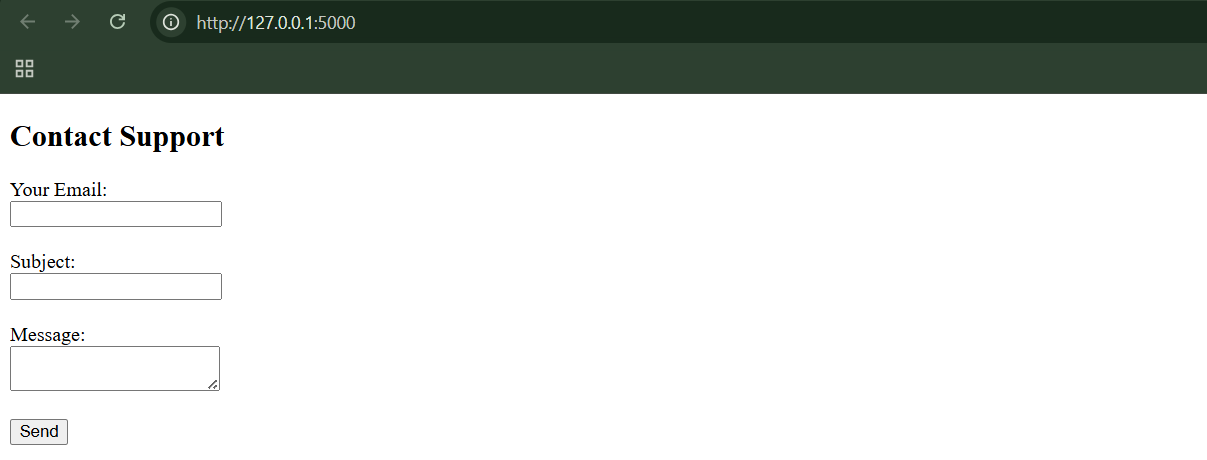 http://127.0.0.1:5000
Contact Support
Your Email:
Subject:
Message:
Send